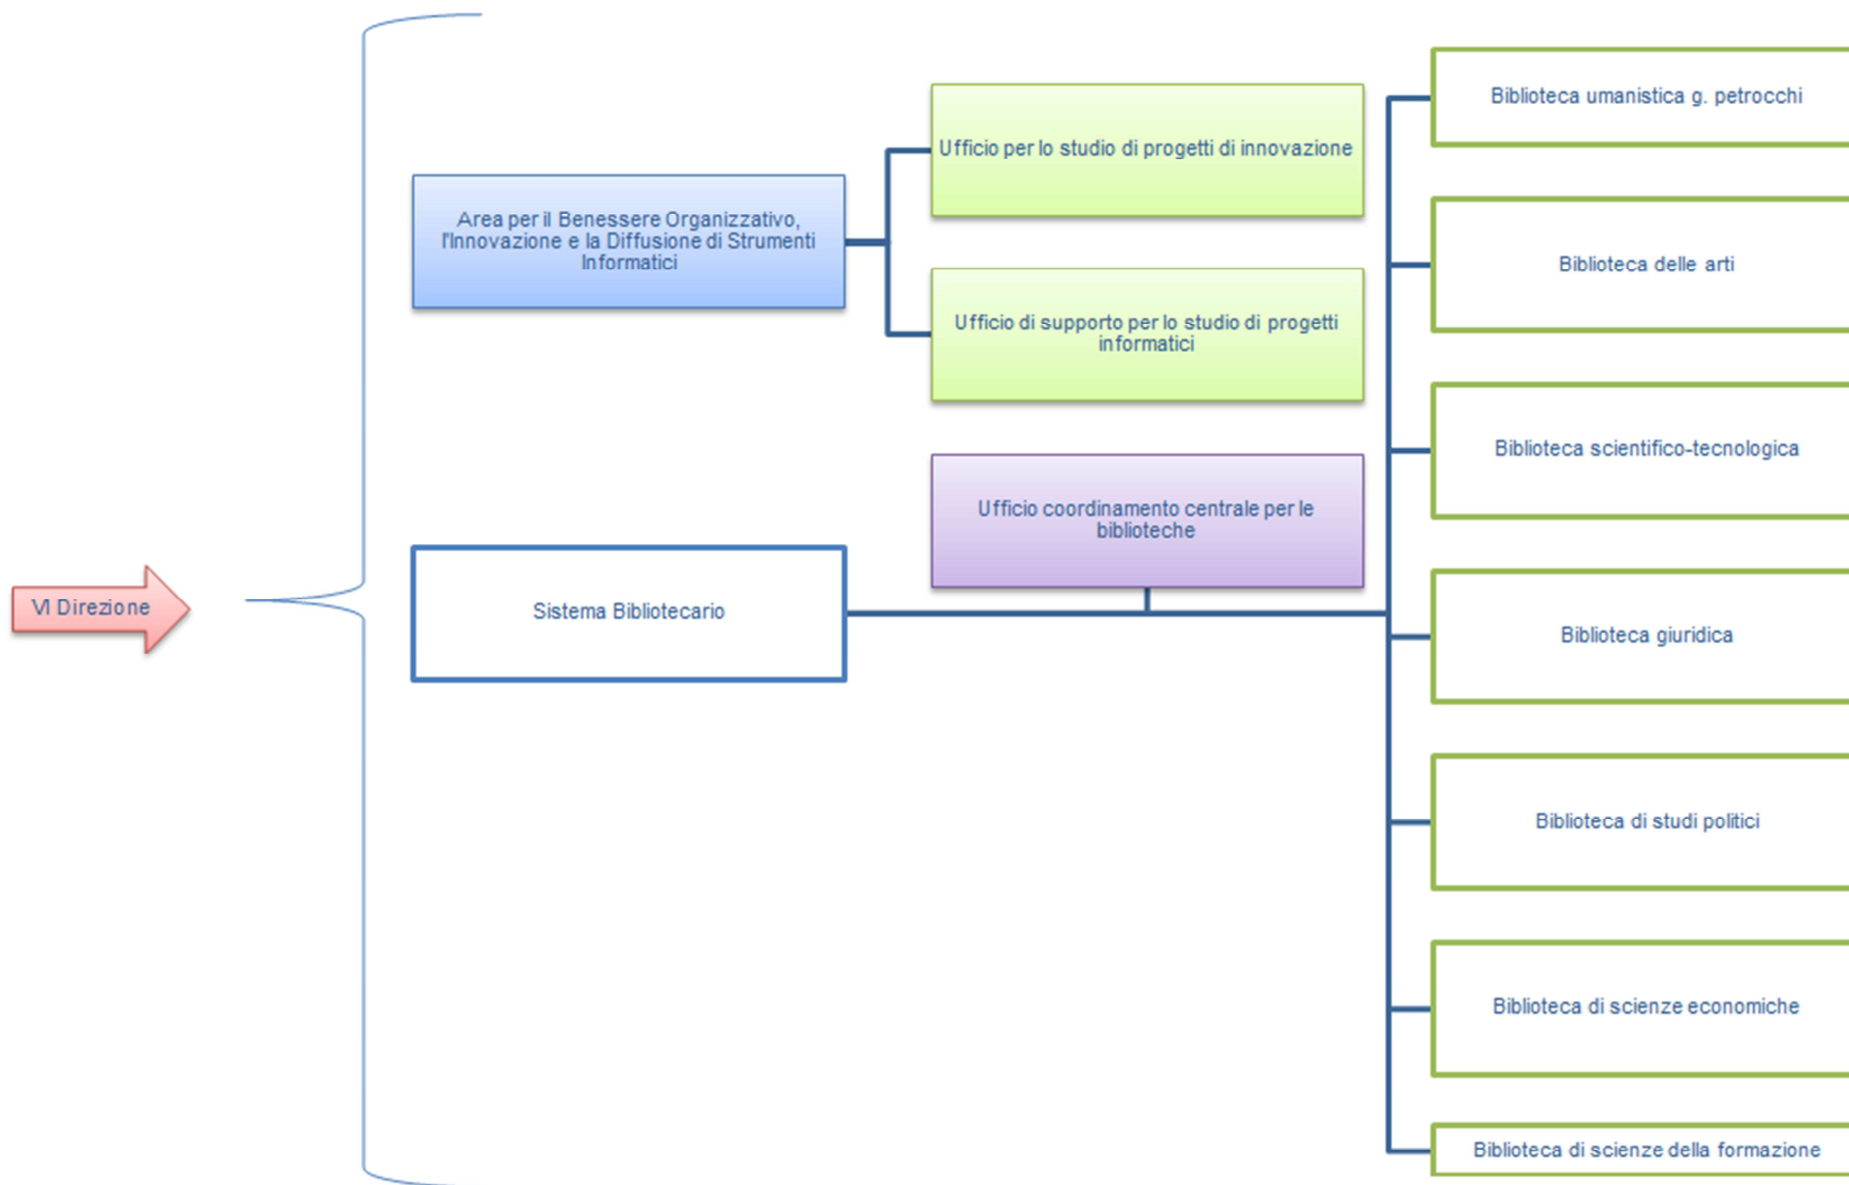 VI Direzione
Area per il Benessere Organizzativo,
l'Innovazione e la Diffusione di Strumenti
Informatici
Ufficio per lo studio di progetti di innovazione
Ufficio di supporto per lo studio di progetti
informatici
Sistema Bibliotecario
Ufficio coordinamento centrale per le
biblioteche
Biblioteca umanistica g. petrocchi
Biblioteca delle arti
Biblioteca scientifico-tecnologica
Biblioteca giuridica
Biblioteca di studi politici
Biblioteca di scienze economiche
Biblioteca di scienze della formazione